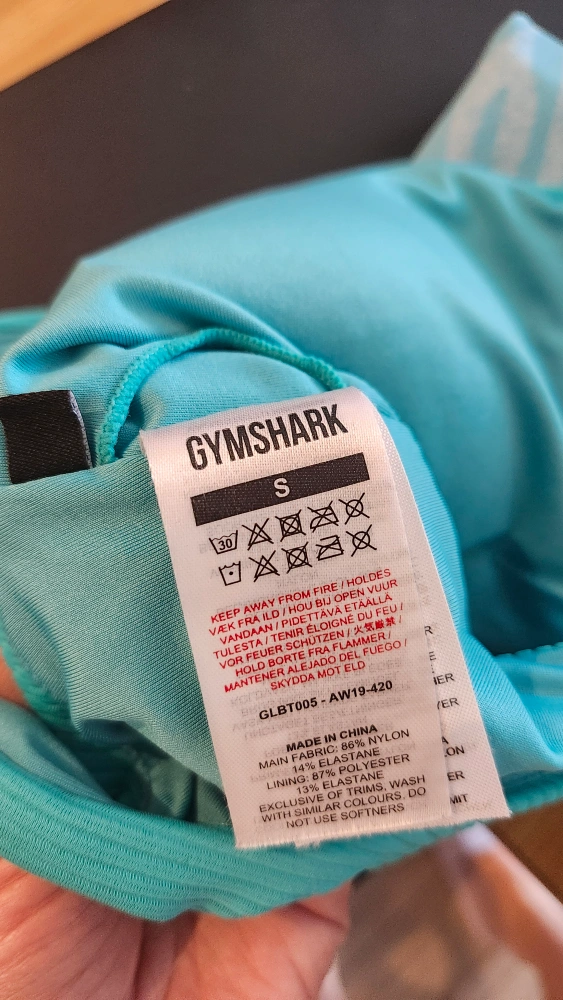 GYMSHARK
S
30
KEEP AWAY FROM FIRE / HOLDES
VÆK FRA ILD / HOU BIJ OPEN VUUR
VANDAAN / PIDETTÄVÄ ETÄÄLLÄ
TULESTA / TENIR ÉLOIGNÉ DU FEU /
VOR FEUER SCHÜTZEN / 火気厳禁 /
HOLD BORTE FRA FLAMMER /
MANTENER ALEJADO DEL FUEGO /
SKYDDA MOT ELD
GLBT005 - AW19-420
MADE IN CHINA
MAIN FABRIC: 86% NYLON
14% ELASTANE
LINING: 87% POLYESTER
13% ELASTANE
EXCLUSIVE OF TRIMS, WASH
WITH SIMILAR COLOURS, DO
NOT USE SOFTNERS